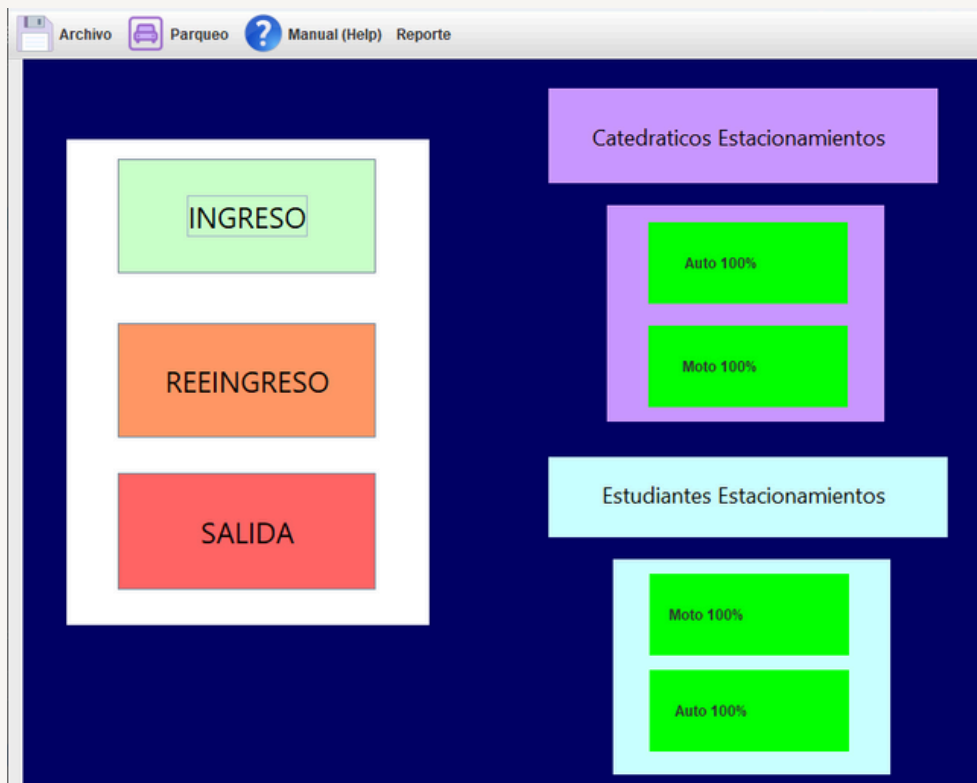 Archivo Parqueo Manual (Help) Reporte
INGRESO
REEINGRESO
SALIDA
Catedraticos Estacionamientos
Auto 100%
Moto 100%
Estudiantes Estacionamientos
Moto 100%
Auto 100%